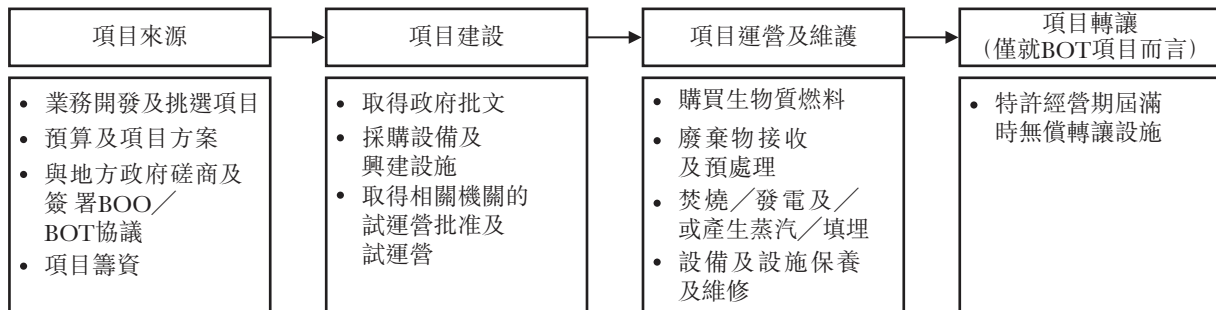 項目來源
項目建設
項目運營及維護
項目轉讓
(僅就BOT項目而言)
• 業務開發及挑選項目
• 預算及項目方案
• 與地方政府磋商及
簽署BOO/
BOT協議
• 項目籌資
• 取得政府批文
• 採購設備及
興建設施
• 取得相關機關的
試運營批准及
試運營
• 購買生物質燃料
• 廢棄物接收
及預處理
• 焚燒/發電及/
或產生蒸汽/填埋
• 設備及設施保養
及維修
• 特許經營期屆滿
時無償轉讓設施